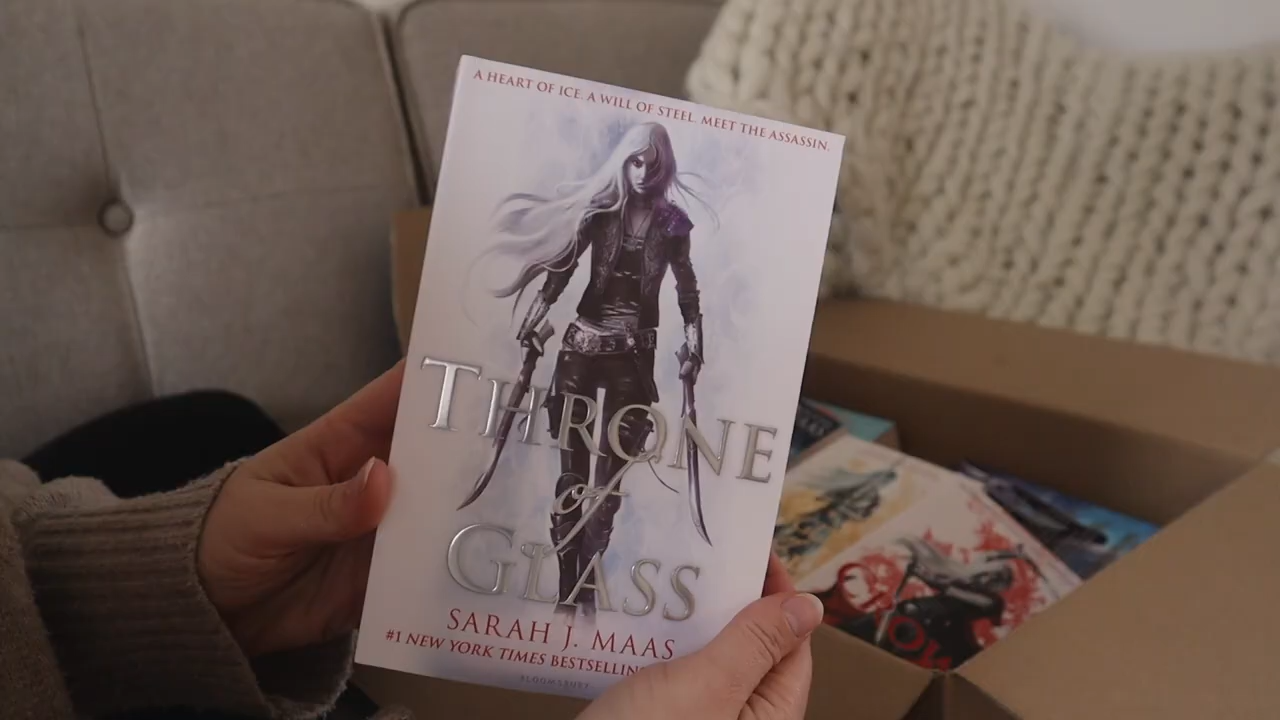 A HEART OF ICE. A WILL OF STEEL. MEET THE ASSASSIN.
THRONE
of
GLASS
SARAH J. MAAS
#1 NEW YORK TIMES BESTSELLIN
BLOOMSBURY